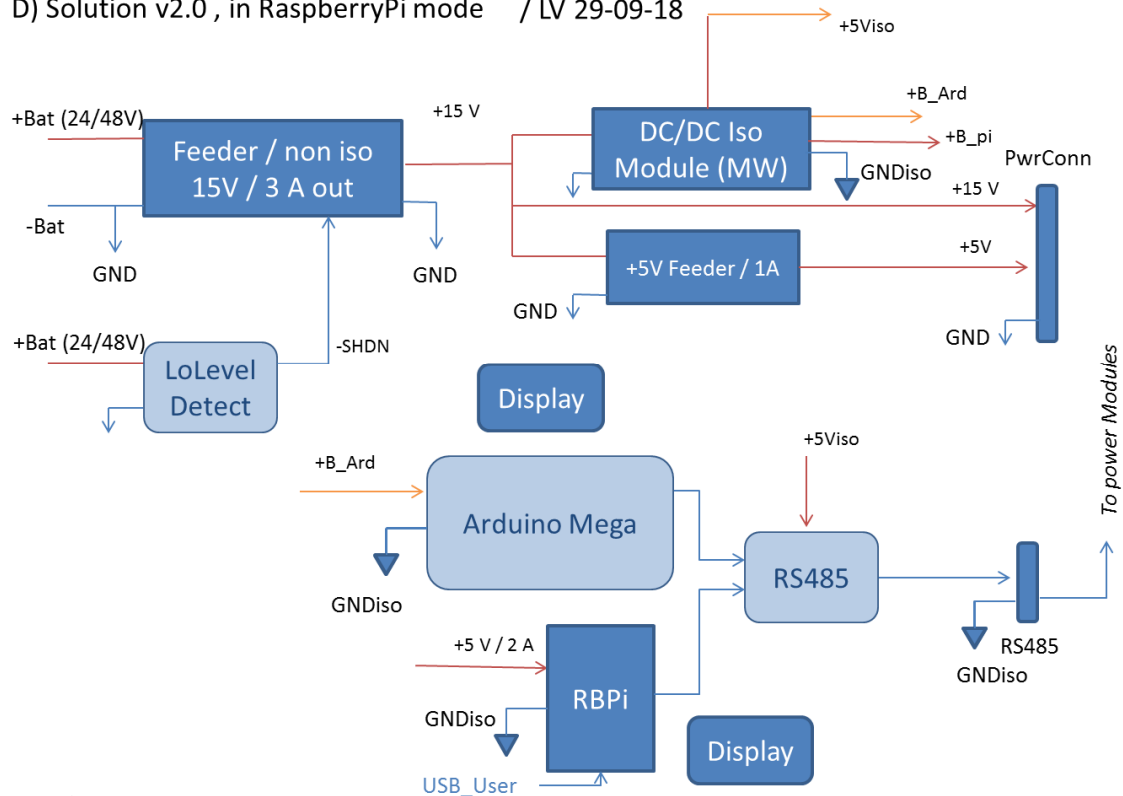 D) Solution v2.0 , in RaspberryPi mode / LV 29-09-18
+5Viso
+Bat (24/48V)
+15 V
+B_Ard
Feeder / non iso
15V / 3 A out
DC/DC Iso
Module (MW)
+B_pi
PwrConn
GNDiso
+15 V
-Bat
+5V
GND
GND
+5V Feeder / 1A
GND
GND
+Bat (24/48V)
-SHDN
LoLevel
Detect
Display
To power Modules
+5Viso
+B_Ard
Arduino Mega
RS485
GNDiso
+5 V / 2 A
RS485
GNDiso
RBPi
GNDiso
Display
USB_User